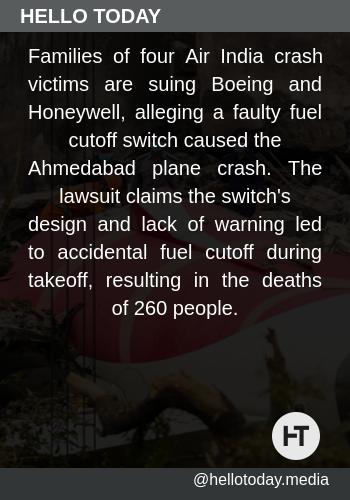 HELLO TODAY
Families of four Air India crash
victims are suing Boeing and
Honeywell, alleging a faulty fuel
cutoff switch caused the
Ahmedabad plane crash. The
lawsuit claims the switch's
design and lack of warning led
to accidental fuel cutoff during
takeoff, resulting in the deaths
of 260 people.
HT
@hellotoday.media